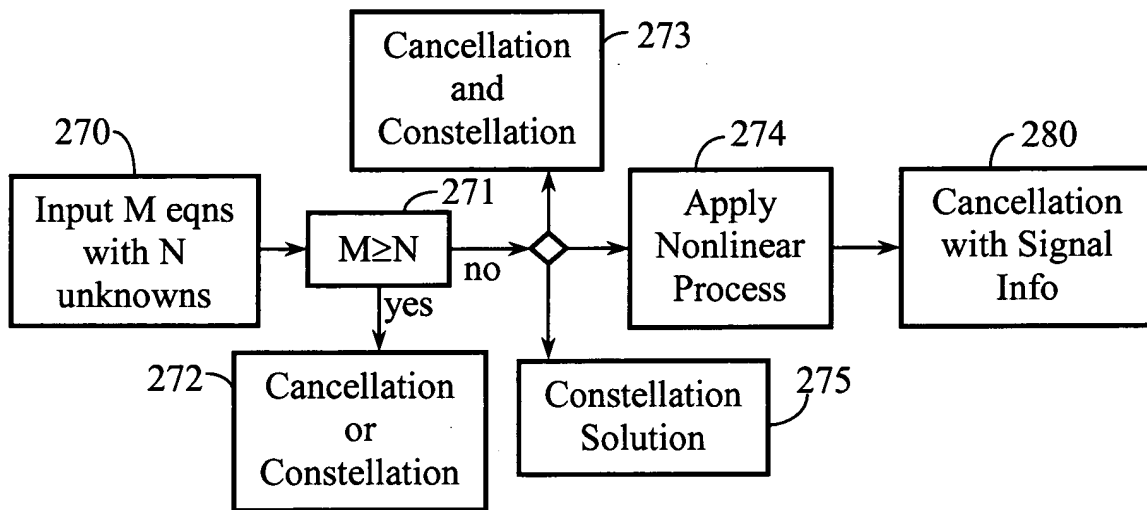 Cancellation
and
Constellation
273
270
Input M eqns
with N
unknowns
271
M≥N
no
yes
272
Cancellation
or
Constellation
274
Apply
Nonlinear
Process
280
Cancellation
with Signal
Info
Constellation
Solution
275